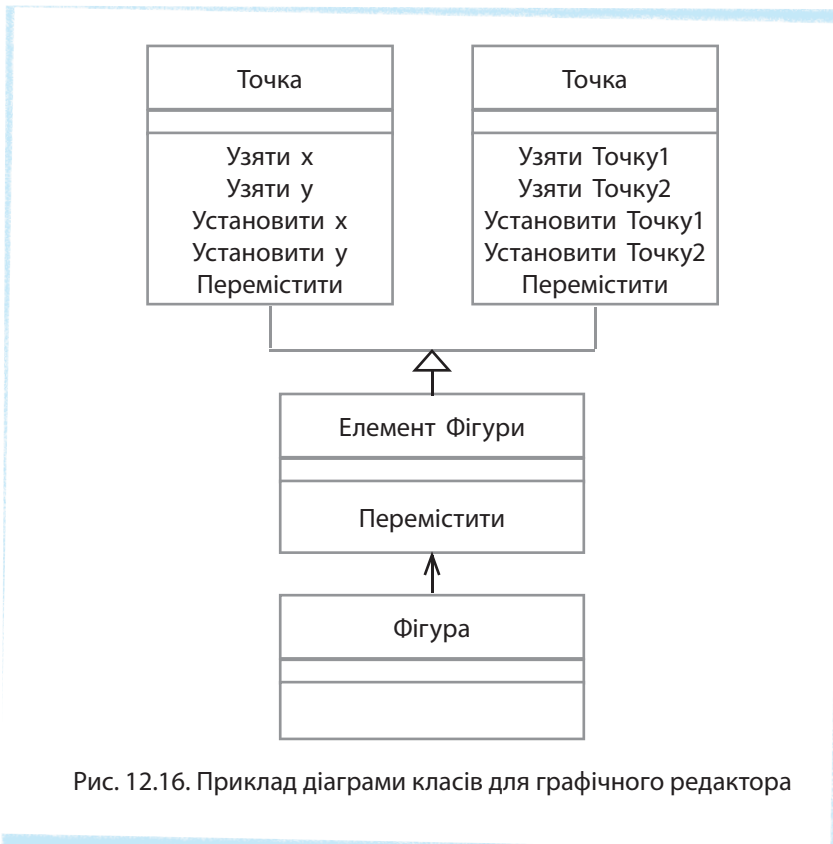 Точка
Узяти х
Узяти у
Установити х
Установити у
Перемістити
Точка
Узяти Точку1
Узяти Точку2
Установити Точку1
Установити Точку2
Перемістити
Елемент Фігури
Перемістити
Фігура
Рис. 12.16. Приклад діаграми класів для графічного редактора